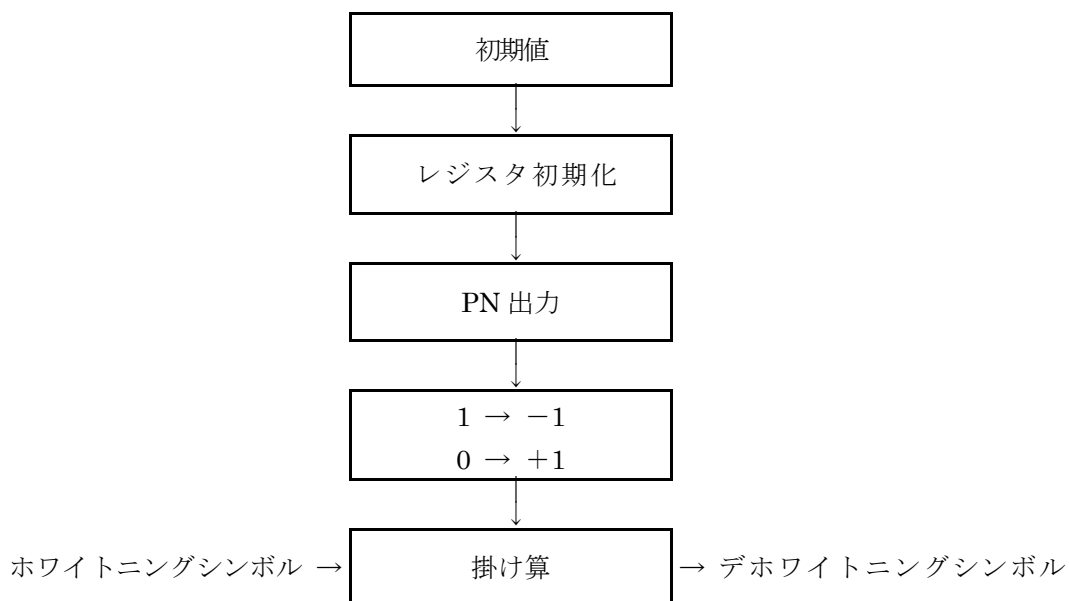 初期値
レジスタ初期化
PN 出力
1 → −1
0 → +1
ホワイトニングシンボル → 掛け算 → デホワイトニングシンボル